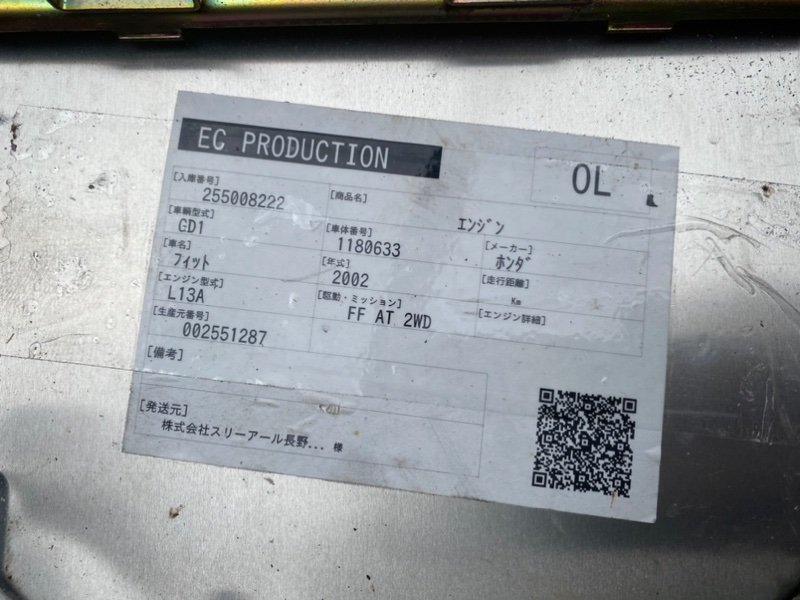 EC PRODUCTION
OL
[入庫番号]
255008222
[商品名]
エンジン
[車輌型式]
GD1
[車体番号]
1180633
[メーカー]
ホンダ
[車名]
フィット
[年式]
2002
[走行距離]
Km
[エンジン型式]
L13A
[駆動・ミッション]
FF AT 2WD
[エンジン詳細]
[生産元番号]
002551287
[備考]
[発送元]
株式会社スリーアール長野... 様